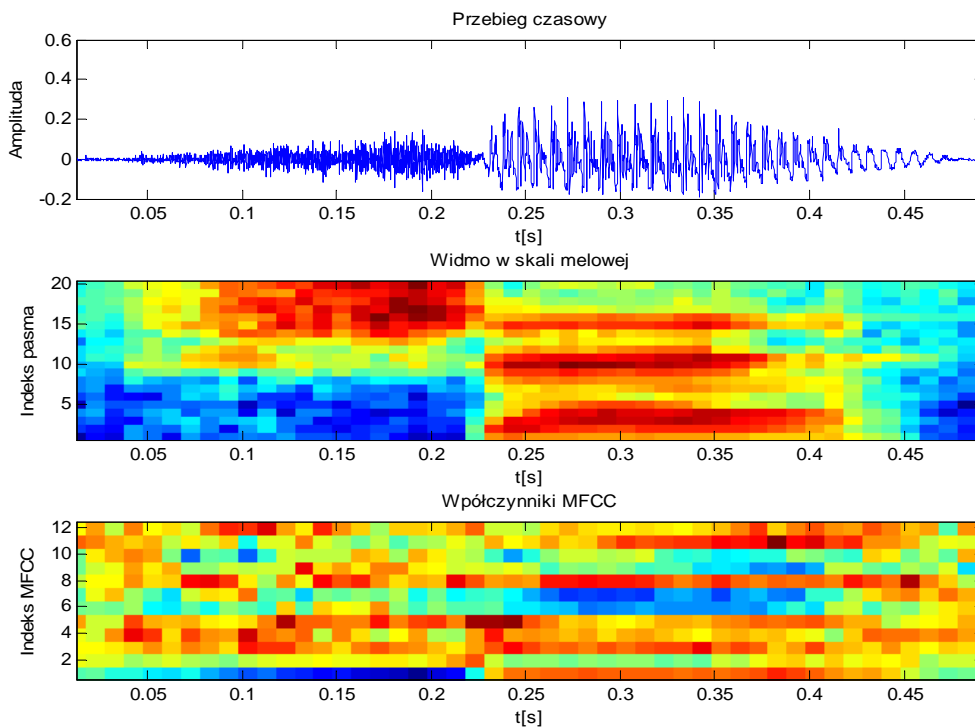 Przebieg czasowy
0.6
0.4
0.2
0
-0.2
Amplituda
0.05 0.1 0.15 0.2 0.25 0.3 0.35 0.4 0.45
t[s]
Widmo w skali melowej
20
15
10
5
Indeks pasma
0.05 0.1 0.15 0.2 0.25 0.3 0.35 0.4 0.45
t[s]
Wpółczynniki MFCC
12
10
8
6
4
2
Indeks MFCC
0.05 0.1 0.15 0.2 0.25 0.3 0.35 0.4 0.45
t[s]